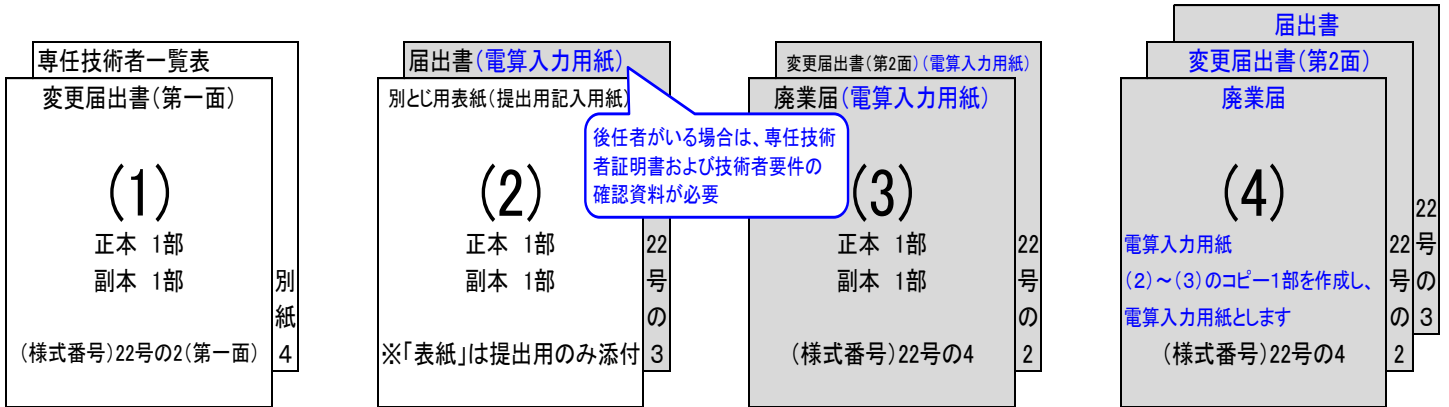 専任技術者一覧表
変更届出書(第一面)
(1)
正本 1部
副本 1部
(様式番号)22号の2(第一面)
別紙4
届出書(電算入力用紙)
別とじ用表紙(提出用記入用紙)
後任者がいる場合は、専任技術
者証明書および技術者要件の
確認資料が必要
(2)
正本 1部
副本 1部
※「表紙」は提出用のみ添付
22号の3
変更届出書(第2面)(電算入力用紙)
廃業届(電算入力用紙)
(3)
正本 1部
副本 1部
(様式番号)22号の4
22号の2
届出書
変更届出書(第2面)
廃業届
(4)
電算入力用紙
(2)~(3)のコピー1部を作成し、
電算入力用紙とします
(様式番号)22号の4
22号の2
22号の3